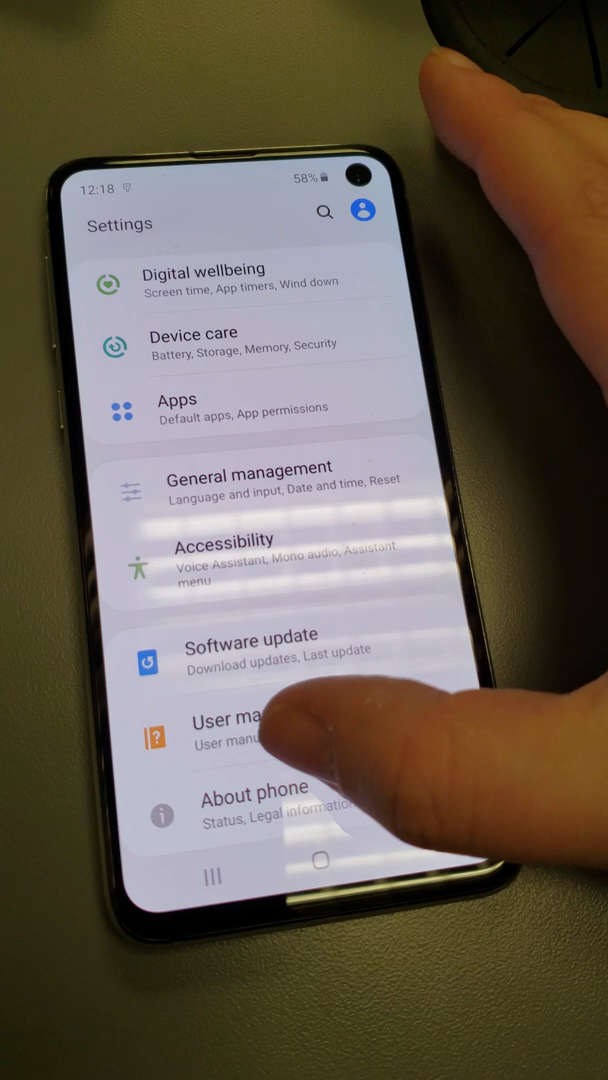 12:18
58%
Settings
Digital wellbeing
Screen time, App timers, Wind down
Device care
Battery, Storage, Memory, Security
Apps
Default apps, App permissions
General management
Language and input, Date and time, Reset
Accessibility
Voice Assistant, Mono audio, Assistant
menu
Software update
Download updates, Last update
User ma
User manu
About phone
Status, Legal information